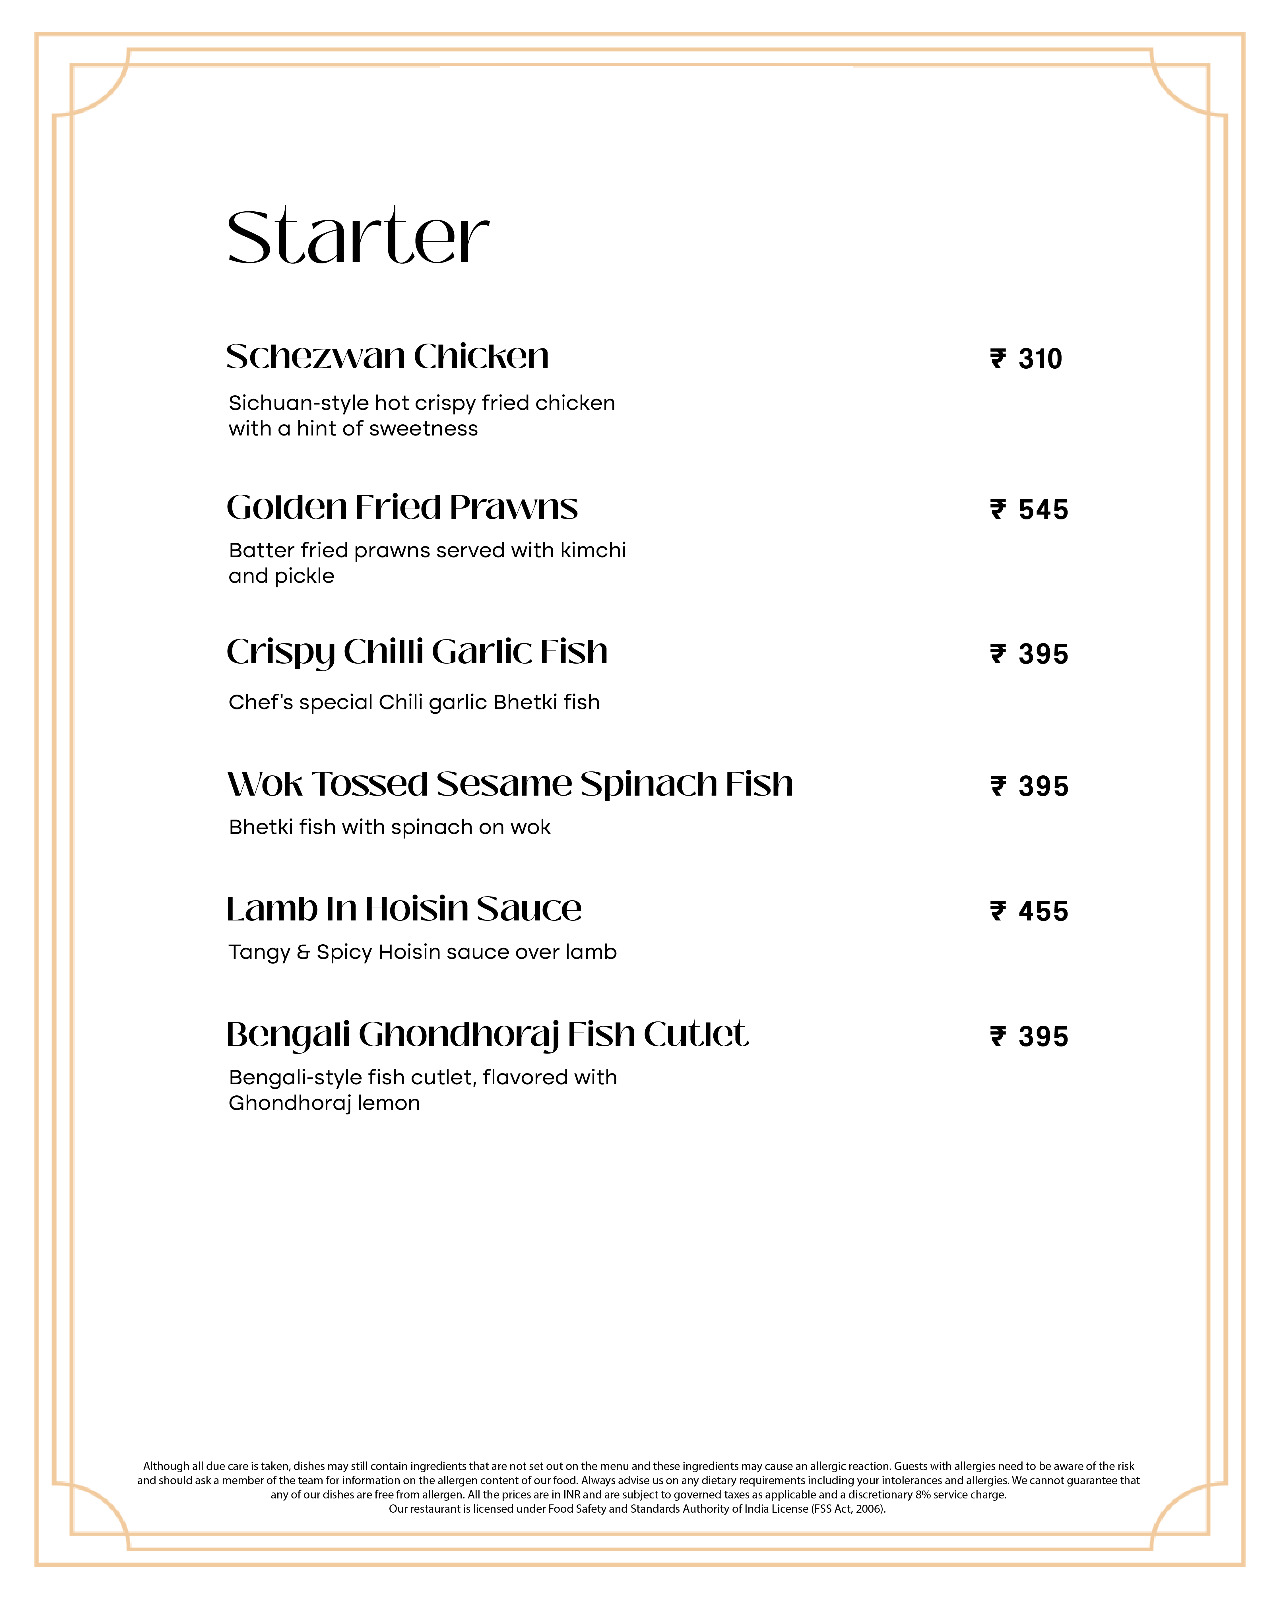 Starter
Schezwan Chicken ₹ 310
Sichuan-style hot crispy fried chicken
with a hint of sweetness
Golden Fried Prawns ₹ 545
Batter fried prawns served with kimchi
and pickle
Crispy Chilli Garlic Fish ₹ 395
Chef's special Chili garlic Bhetki fish
Wok Tossed Sesame Spinach Fish ₹ 395
Bhetki fish with spinach on wok
Lamb In Hoisin Sauce ₹ 455
Tangy & Spicy Hoisin sauce over lamb
Bengali Ghondhoraj Fish Cutlet ₹ 395
Bengali-style fish cutlet, flavored with
Ghondhoraj lemon
Although all due care is taken, dishes may still contain ingredients that are not set out on the menu and these ingredients may cause an allergic reaction. Guests with allergies need to be aware of the risk
and should ask a member of the team for information on the allergen content of our food. Always advise us on any dietary requirements including your intolerances and allergies. We cannot guarantee that
any of our dishes are free from allergen. All the prices are in INR and are subject to governed taxes as applicable and a discretionary 8% service charge.
Our restaurant is licensed under Food Safety and Standards Authority of India License (FSS Act, 2006).